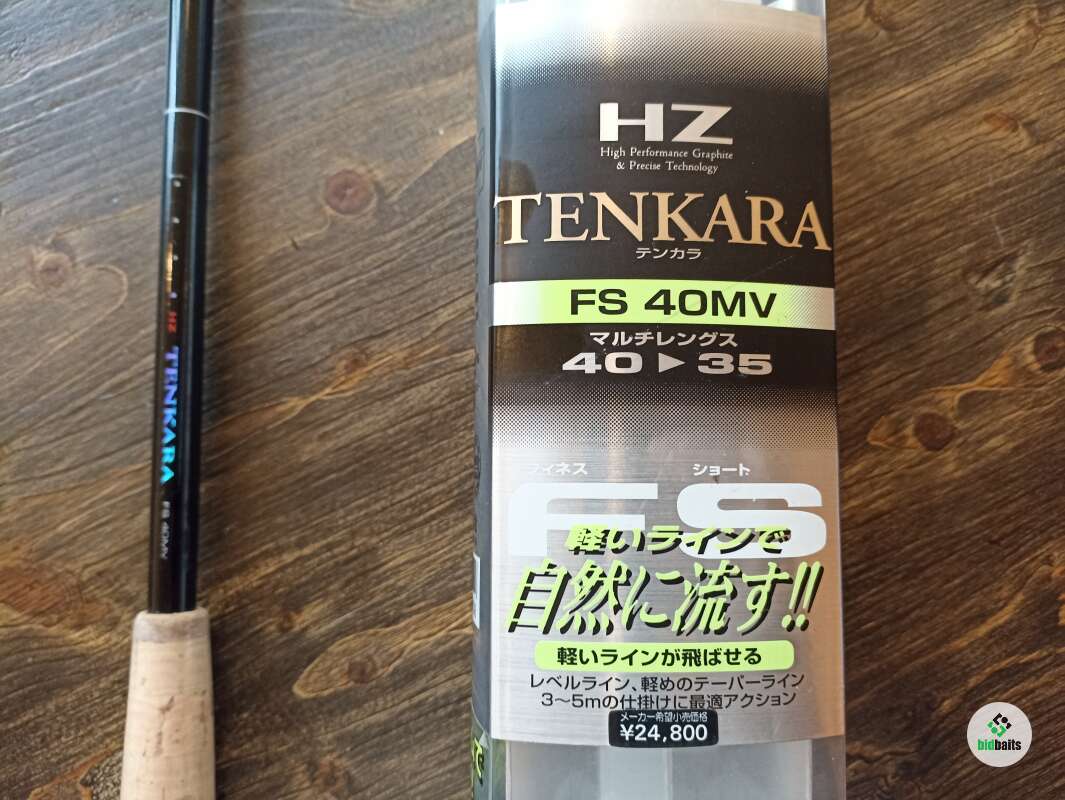 HZ
High Performance Graphite
& Precise Technology
TENKARA
テンカラ
FS 40MV
マルチレングス
40 ▶ 35
フィネス ショート
FS
軽いラインで
自然に流す!!
軽いラインが飛ばせる
レベルライン、軽めのテーパーライン
3〜5mの仕掛けに最適アクション
メーカー希望小売価格
¥24,800
HZ TENKARA FS 40MV
bidbaits